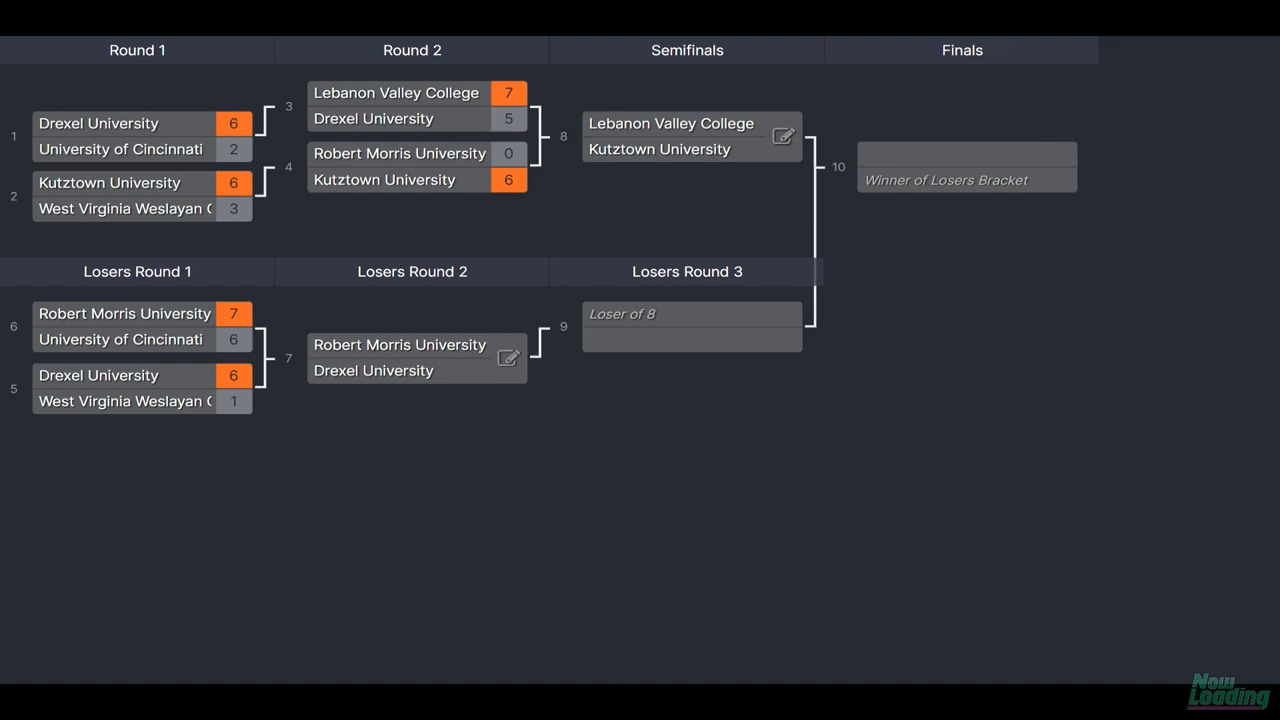 Round 1
Round 2
Semifinals
Finals
1
Drexel University 6
University of Cincinnati 2
2
Kutztown University 6
West Virginia Weslayan C 3
3
Lebanon Valley College 7
Drexel University 5
4
Robert Morris University 0
Kutztown University 6
8
Lebanon Valley College
Kutztown University
10
Winner of Losers Bracket
Losers Round 1
Losers Round 2
Losers Round 3
6
Robert Morris University 7
University of Cincinnati 6
5
Drexel University 6
West Virginia Weslayan C 1
7
Robert Morris University
Drexel University
9
Loser of 8
Now
Loading